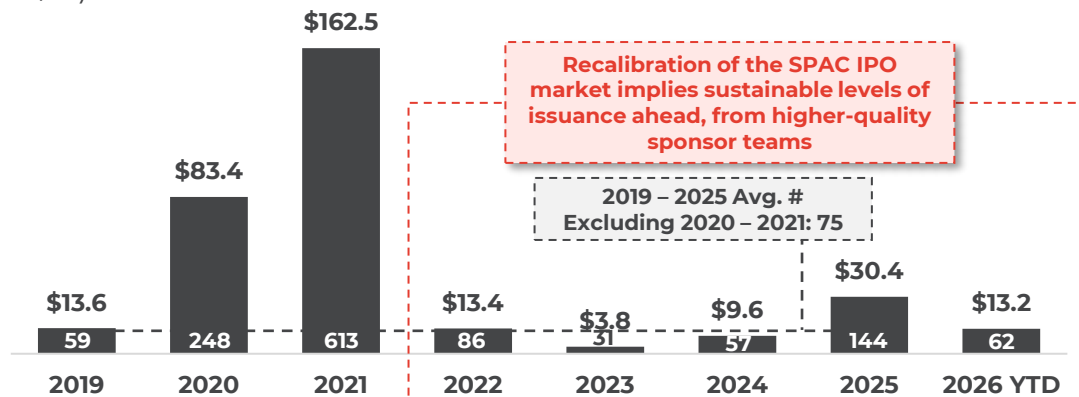 $162.5
Recalibration of the SPAC IPO
market implies sustainable levels of
issuance ahead, from higher-quality
sponsor teams
$83.4
2019 – 2025 Avg. #
Excluding 2020 – 2021: 75
$13.6 $13.4 $3.8 $9.6 $30.4 $13.2
59 248 613 86 31 57 144 62
2019 2020 2021 2022 2023 2024 2025 2026 YTD